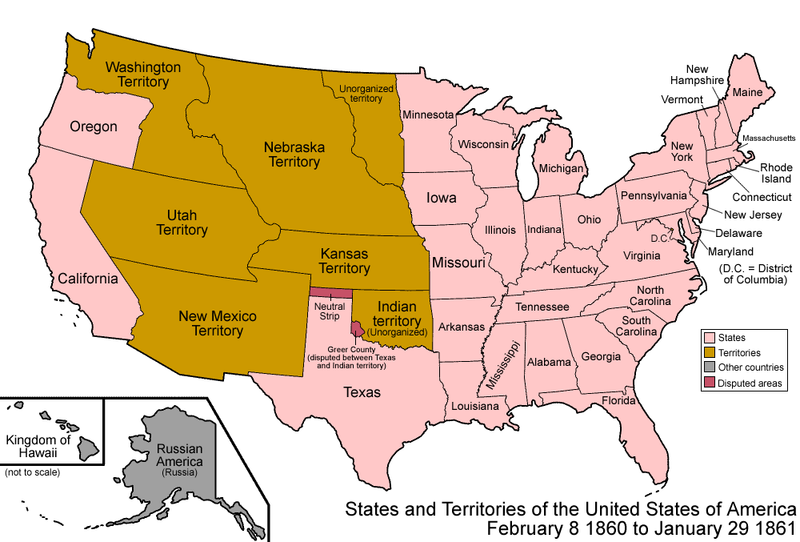 Washington
Territory
Oregon
Unorganized
territory
Nebraska
Territory
Minnesota
Wisconsin
Michigan
New
Hampshire
Vermont
Maine
Massachusetts
New
York
Rhode
Island
Connecticut
Pennsylvania
New Jersey
Delaware
Maryland
D.C.
(D.C. = District
of Columbia)
Iowa
Illinois
Indiana
Ohio
Utah
Territory
California
Kansas
Territory
Missouri
Kentucky
Virginia
New Mexico
Territory
Neutral
Strip
Indian
territory
(Unorganized)
Greer County
(disputed between Texas
and Indian territory)
Arkansas
Tennessee
North
Carolina
South
Carolina
Texas
Louisiana
Mississippi
Alabama
Georgia
Florida
States
Territories
Other countries
Disputed areas
Kingdom of
Hawaii
(not to scale)
Russian
America
(Russia)
States and Territories of the United States of America
February 8 1860 to January 29 1861